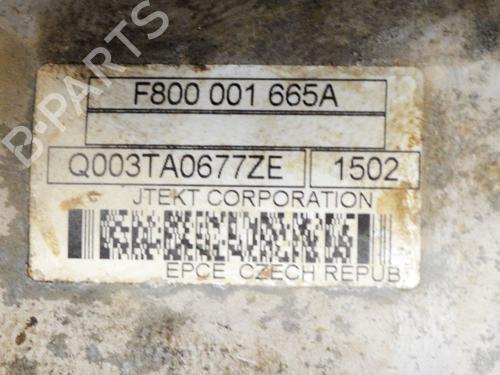 B-PARTS
F800 001 665A
Q003TA0677ZE 1502
JTEKT CORPORATION
EPCE CZECH REPUB